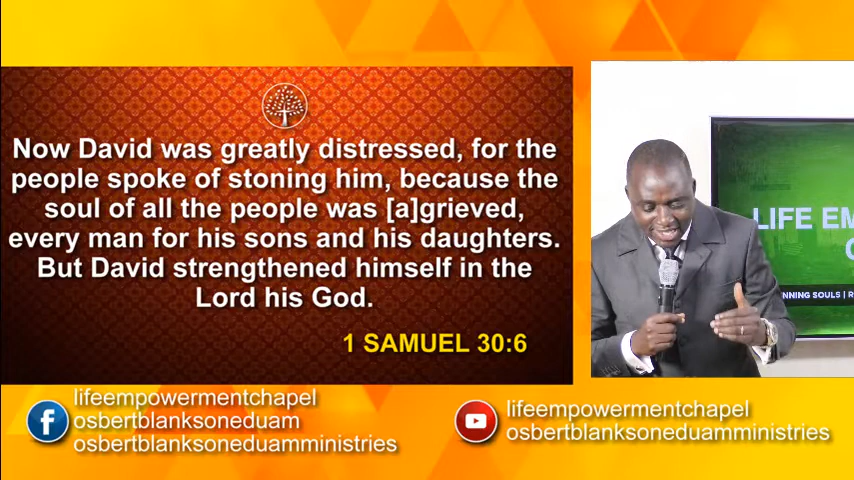 Now David was greatly distressed, for the
people spoke of stoning him, because the
soul of all the people was [a]grieved,
every man for his sons and his daughters.
But David strengthened himself in the
Lord his God.
1 SAMUEL 30:6
LIFE EM
C
NNING SOULS | R
lifeempowermentchapel
osbertblanksoneduam
osbertblanksoneduamministries
lifeempowermentchapel
osbertblanksoneduamministries